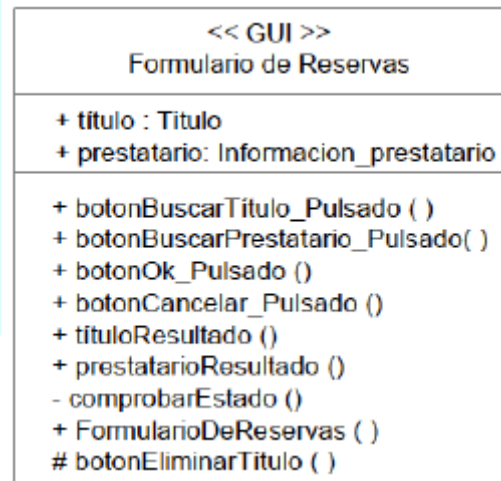 << GUI >>
Formulario de Reservas
+ título : Titulo
+ prestatario: Informacion_prestatario
+ botonBuscarTítulo_Pulsado ( )
+ botonBuscarPrestatario_Pulsado( )
+ botonOk_Pulsado ()
+ botonCancelar_Pulsado ()
+ títuloResultado ()
+ prestatarioResultado ()
- comprobarEstado ()
+ FormularioDeReservas ( )
# botonEliminarTitulo ( )